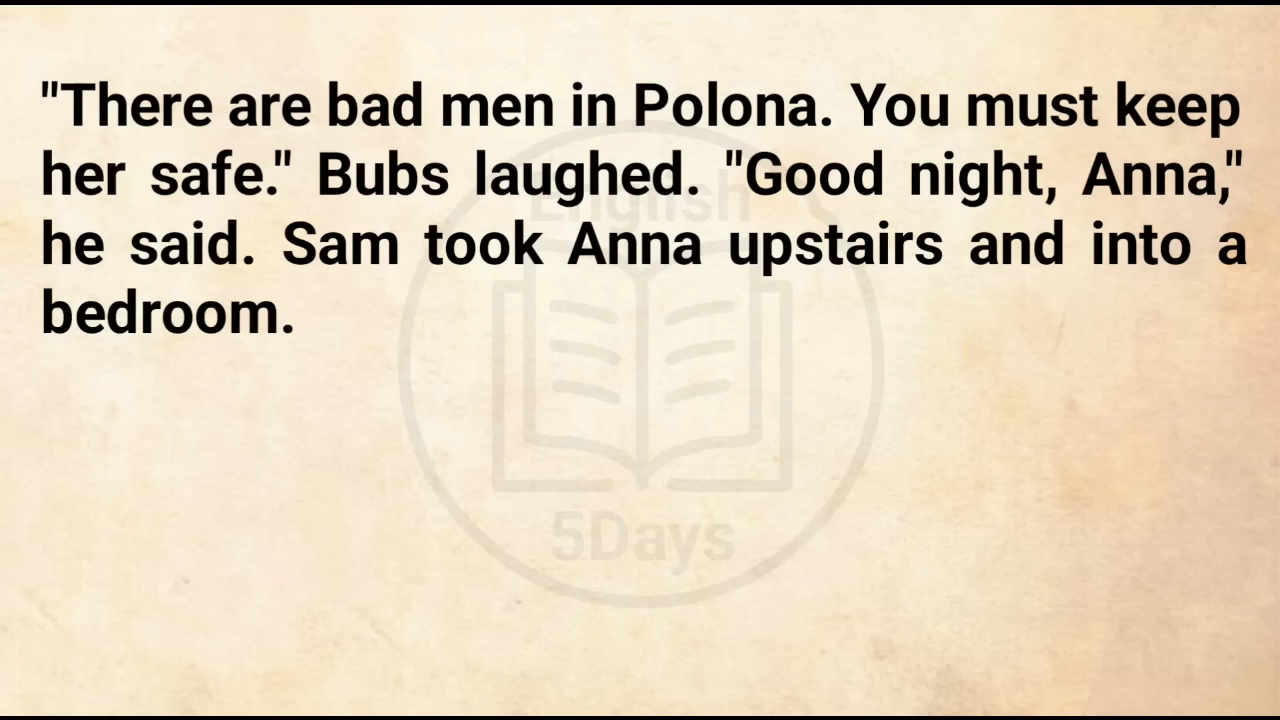 "There are bad men in Polona. You must keep
her safe." Bubs laughed. "Good night, Anna,"
he said. Sam took Anna upstairs and into a
bedroom.
English
5Days